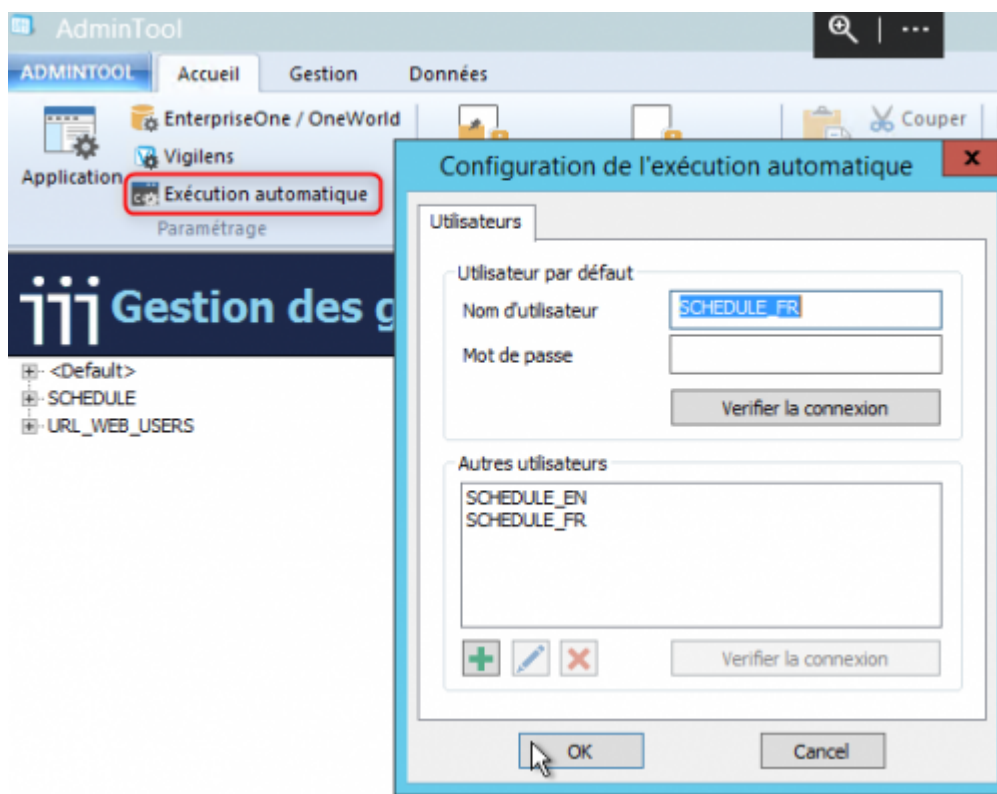 AdminTool
ADMINTOOL
Accueil
Gestion
Données
EnterpriseOne / OneWorld
Couper
Vigilens
Application
Exécution automatique
Paramétrage
Configuration de l'exécution automatique
Utilisateurs
Utilisateur par défaut
Nom d'utilisateur
SCHEDULE_FR
Mot de passe
Verifier la connexion
Gestion des g
<Default>
SCHEDULE
URL_WEB_USERS
Autres utilisateurs
SCHEDULE_EN
SCHEDULE_FR
Verifier la connexion
OK
Cancel